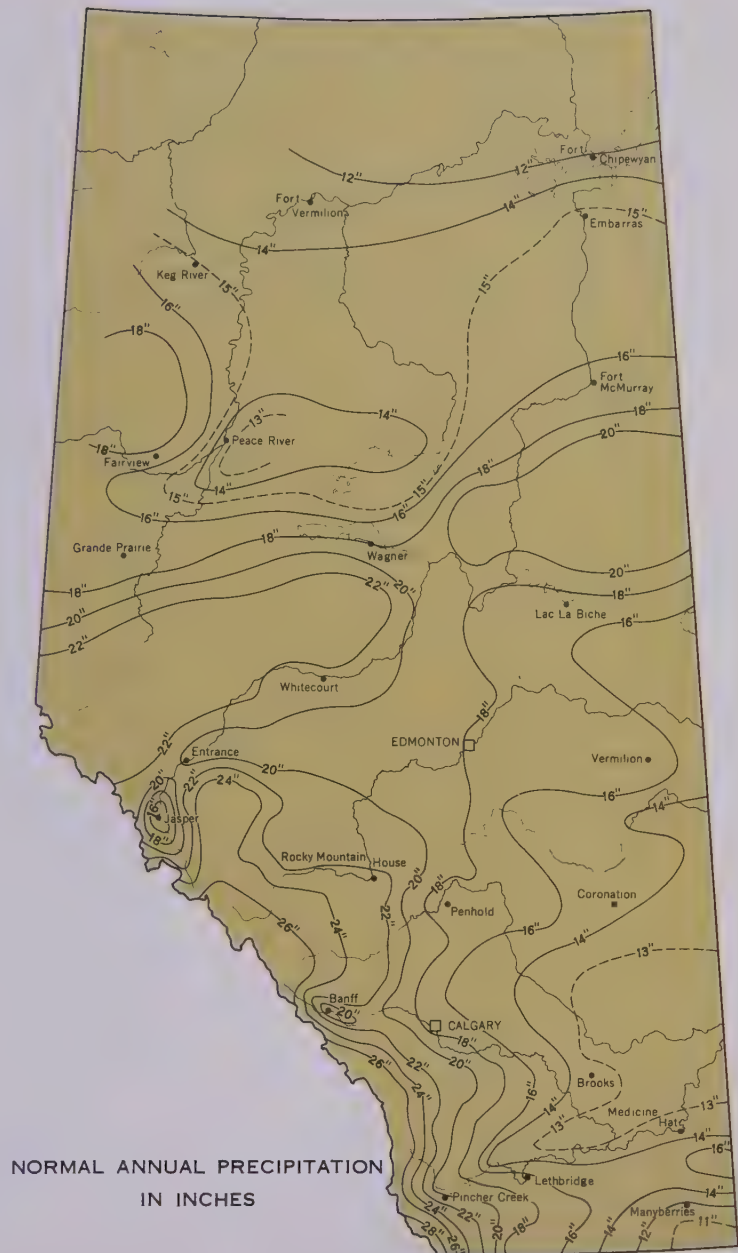 Fort
Chipewyan
12"
12"
Fort
Vermilion
14"
14"
15"
Embarras
15"
Keg River
15"
16"
18"
16"
Fort
McMurray
18"
20"
14"
13"
Peace River
18"
Fairview
18"
14"
15"
15"
16"
16"
18"
Wagner
Grande Prairie
20"
22"
20"
18"
Lac La Biche
18"
20"
22"
16"
Whitecourt
18"
22"
EDMONTON
Entrance
Vermilion
20"
20"
22"
24"
16"
16"
14"
Jasper
18"
Rocky Mountain
House
20"
18"
22"
Penhold
Coronation
26"
24"
16"
14"
13"
Banff
20"
CALGARY
18"
26"
22"
20"
24"
16"
Brooks
14"
13"
Medicine
Hat
13"
14"
16"
Lethbridge
Pincher Creek
24"
22"
14"
Manyberries
28"
26"
20"
18"
16"
14"
12"
11"
NORMAL ANNUAL PRECIPITATION
IN INCHES